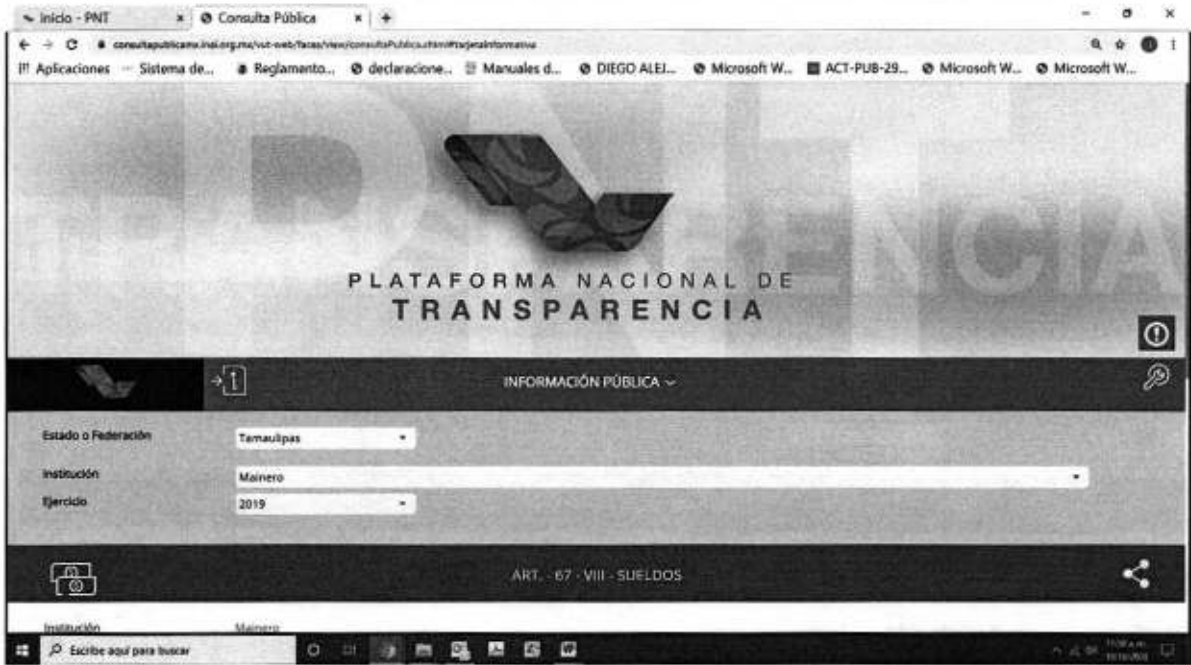 Inicio - PNT × Consulta Pública × +
Aplicaciones Sistema de... Reglamento... declaracione... Manuales d... DIEGO ALEJ... Microsoft W... ACT-PUB-29... Microsoft W... Microsoft W...
PLATAFORMA NACIONAL DE
TRANSPARENCIA
INFORMACIÓN PÚBLICA
Estado o Federación Tamaulipas
Institución Mainero
Ejercicio 2019
ART. - 67 - VIII - SUELDOS
Institución Mainero
Escribe aquí para buscar